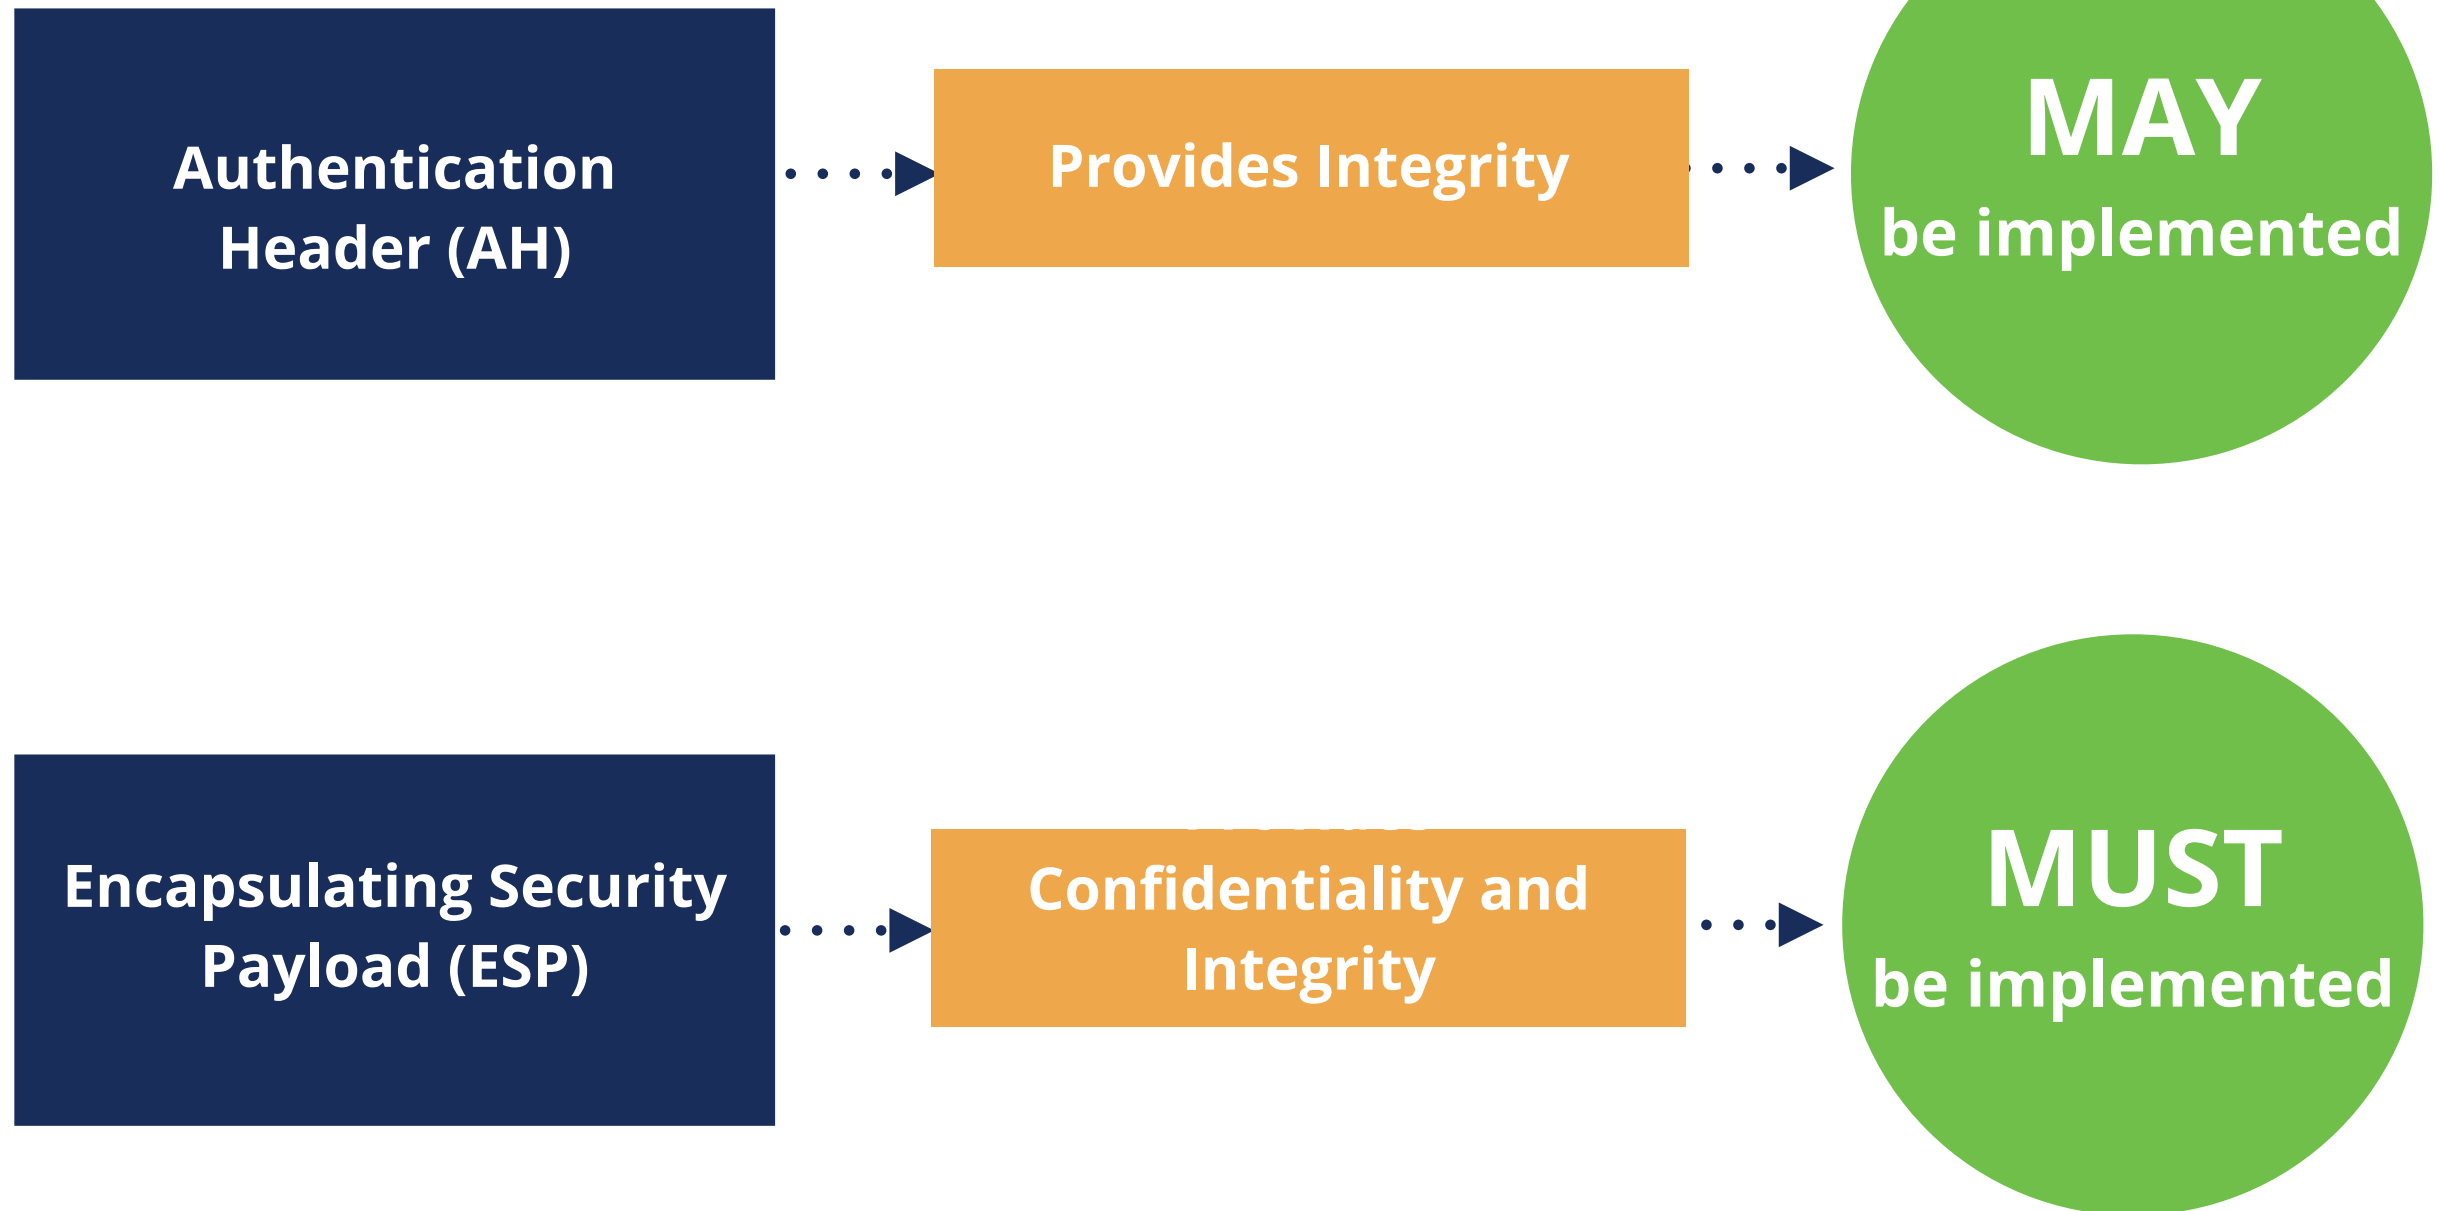 Authentication
Header (AH)
Provides Integrity
MAY
be implemented
Encapsulating Security
Payload (ESP)
Confidentiality and
Integrity
MUST
be implemented